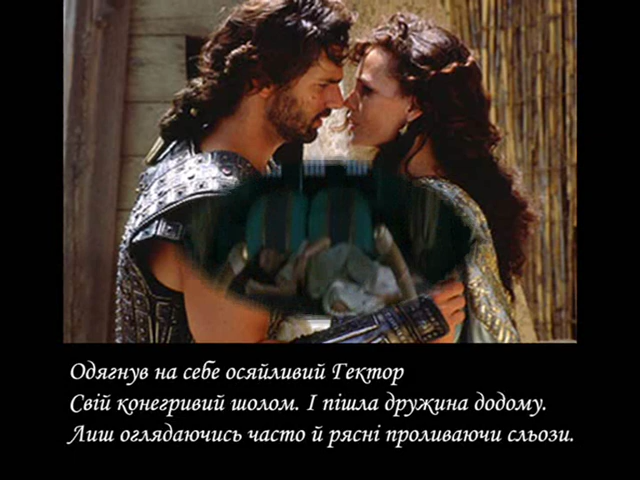 Одягнув на себе осяйливий Гектор
Свій конегривий шолом. І пішла дружина додому.
Лиш оглядаючись часто й рясні проливаючи сльози.